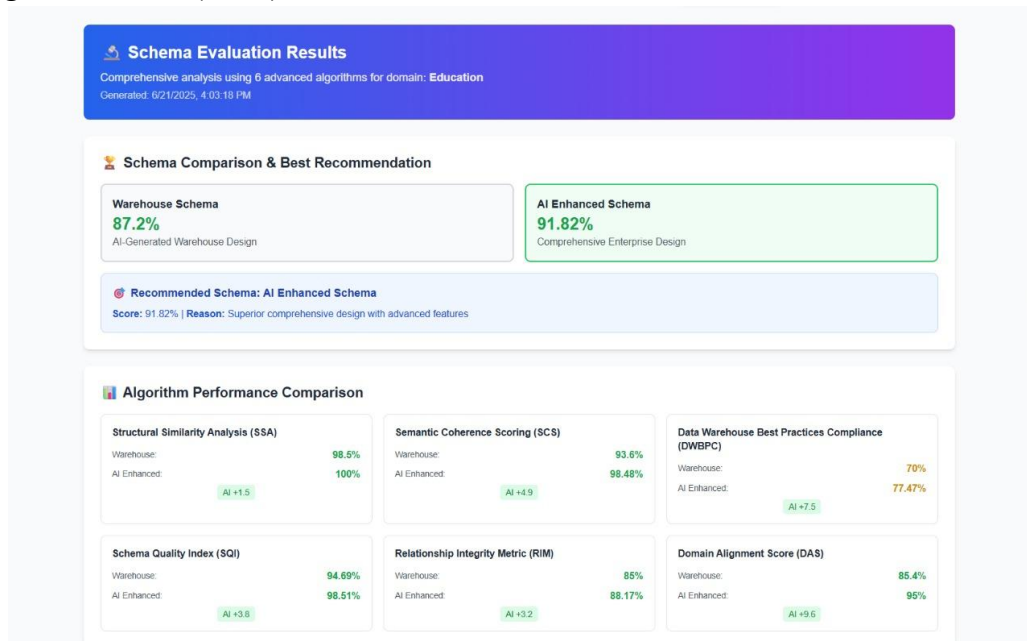 Schema Evaluation Results
Comprehensive analysis using 6 advanced algorithms for domain: Education
Generated: 6/21/2025, 4:03:18 PM
Schema Comparison & Best Recommendation
Warehouse Schema
87.2%
AI-Generated Warehouse Design
AI Enhanced Schema
91.82%
Comprehensive Enterprise Design
Recommended Schema: AI Enhanced Schema
Score: 91.82% | Reason: Superior comprehensive design with advanced features
Algorithm Performance Comparison
Structural Similarity Analysis (SSA)
Warehouse: 98.5%
AI Enhanced: 100%
AI +1.5
Semantic Coherence Scoring (SCS)
Warehouse: 93.6%
AI Enhanced: 98.48%
AI +4.9
Data Warehouse Best Practices Compliance
(DWBPC)
Warehouse: 70%
AI Enhanced: 77.47%
AI +7.5
Schema Quality Index (SQI)
Warehouse: 94.69%
AI Enhanced: 98.51%
AI +3.8
Relationship Integrity Metric (RIM)
Warehouse: 85%
AI Enhanced: 88.17%
AI +3.2
Domain Alignment Score (DAS)
Warehouse: 85.4%
AI Enhanced: 95%
AI +9.6